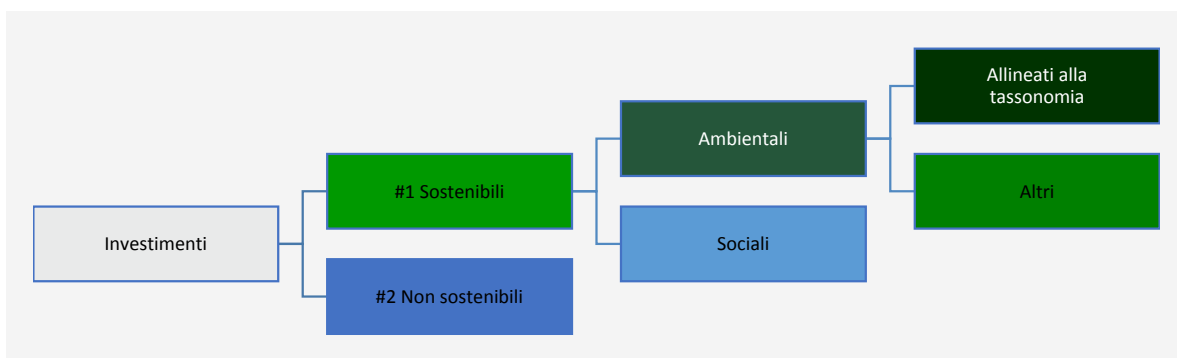 Investimenti
#1 Sostenibili
#2 Non sostenibili
Ambientali
Sociali
Allineati alla
tassonomia
Altri